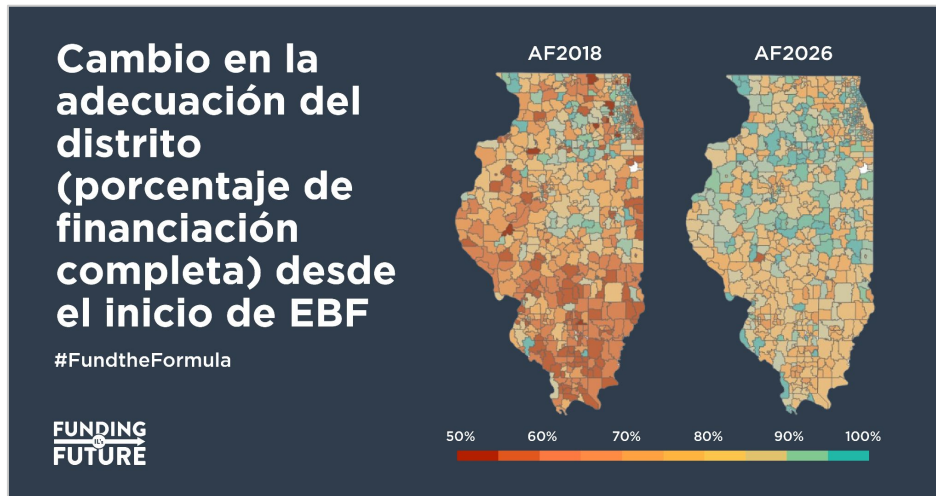 Cambio en la
adecuación del
distrito
(porcentaje de
financiación
completa) desde
el inicio de EBF
#FundtheFormula
FUNDING
IL's
FUTURE
AF2018
AF2026
50%
60%
70%
80%
90%
100%